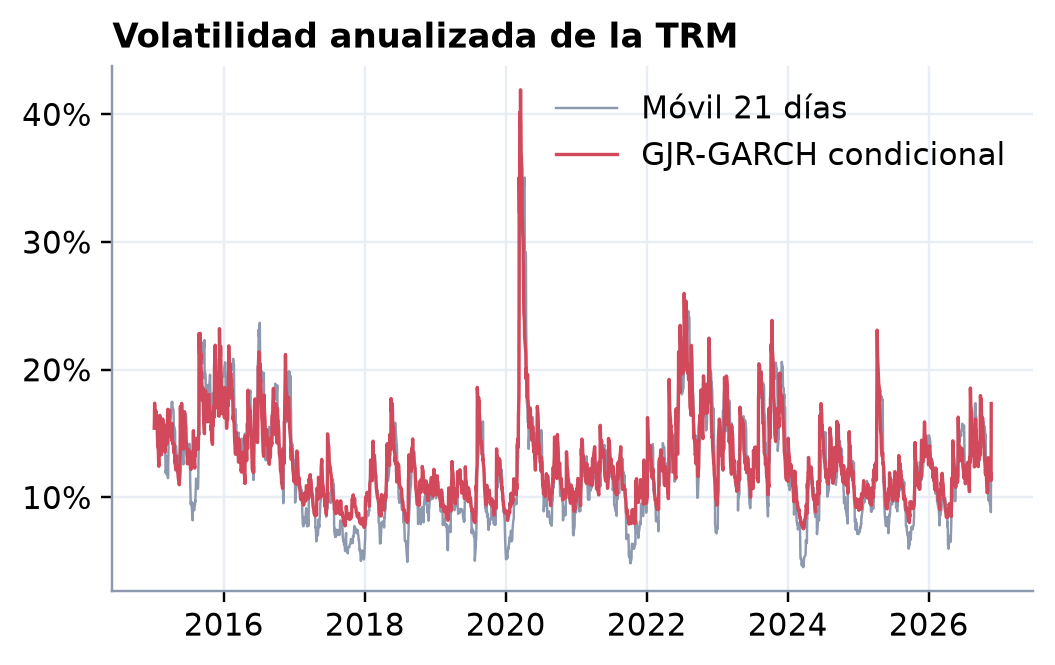 Volatilidad anualizada de la TRM
Móvil 21 días
GJR-GARCH condicional
40%
30%
20%
10%
2016 2018 2020 2022 2024 2026